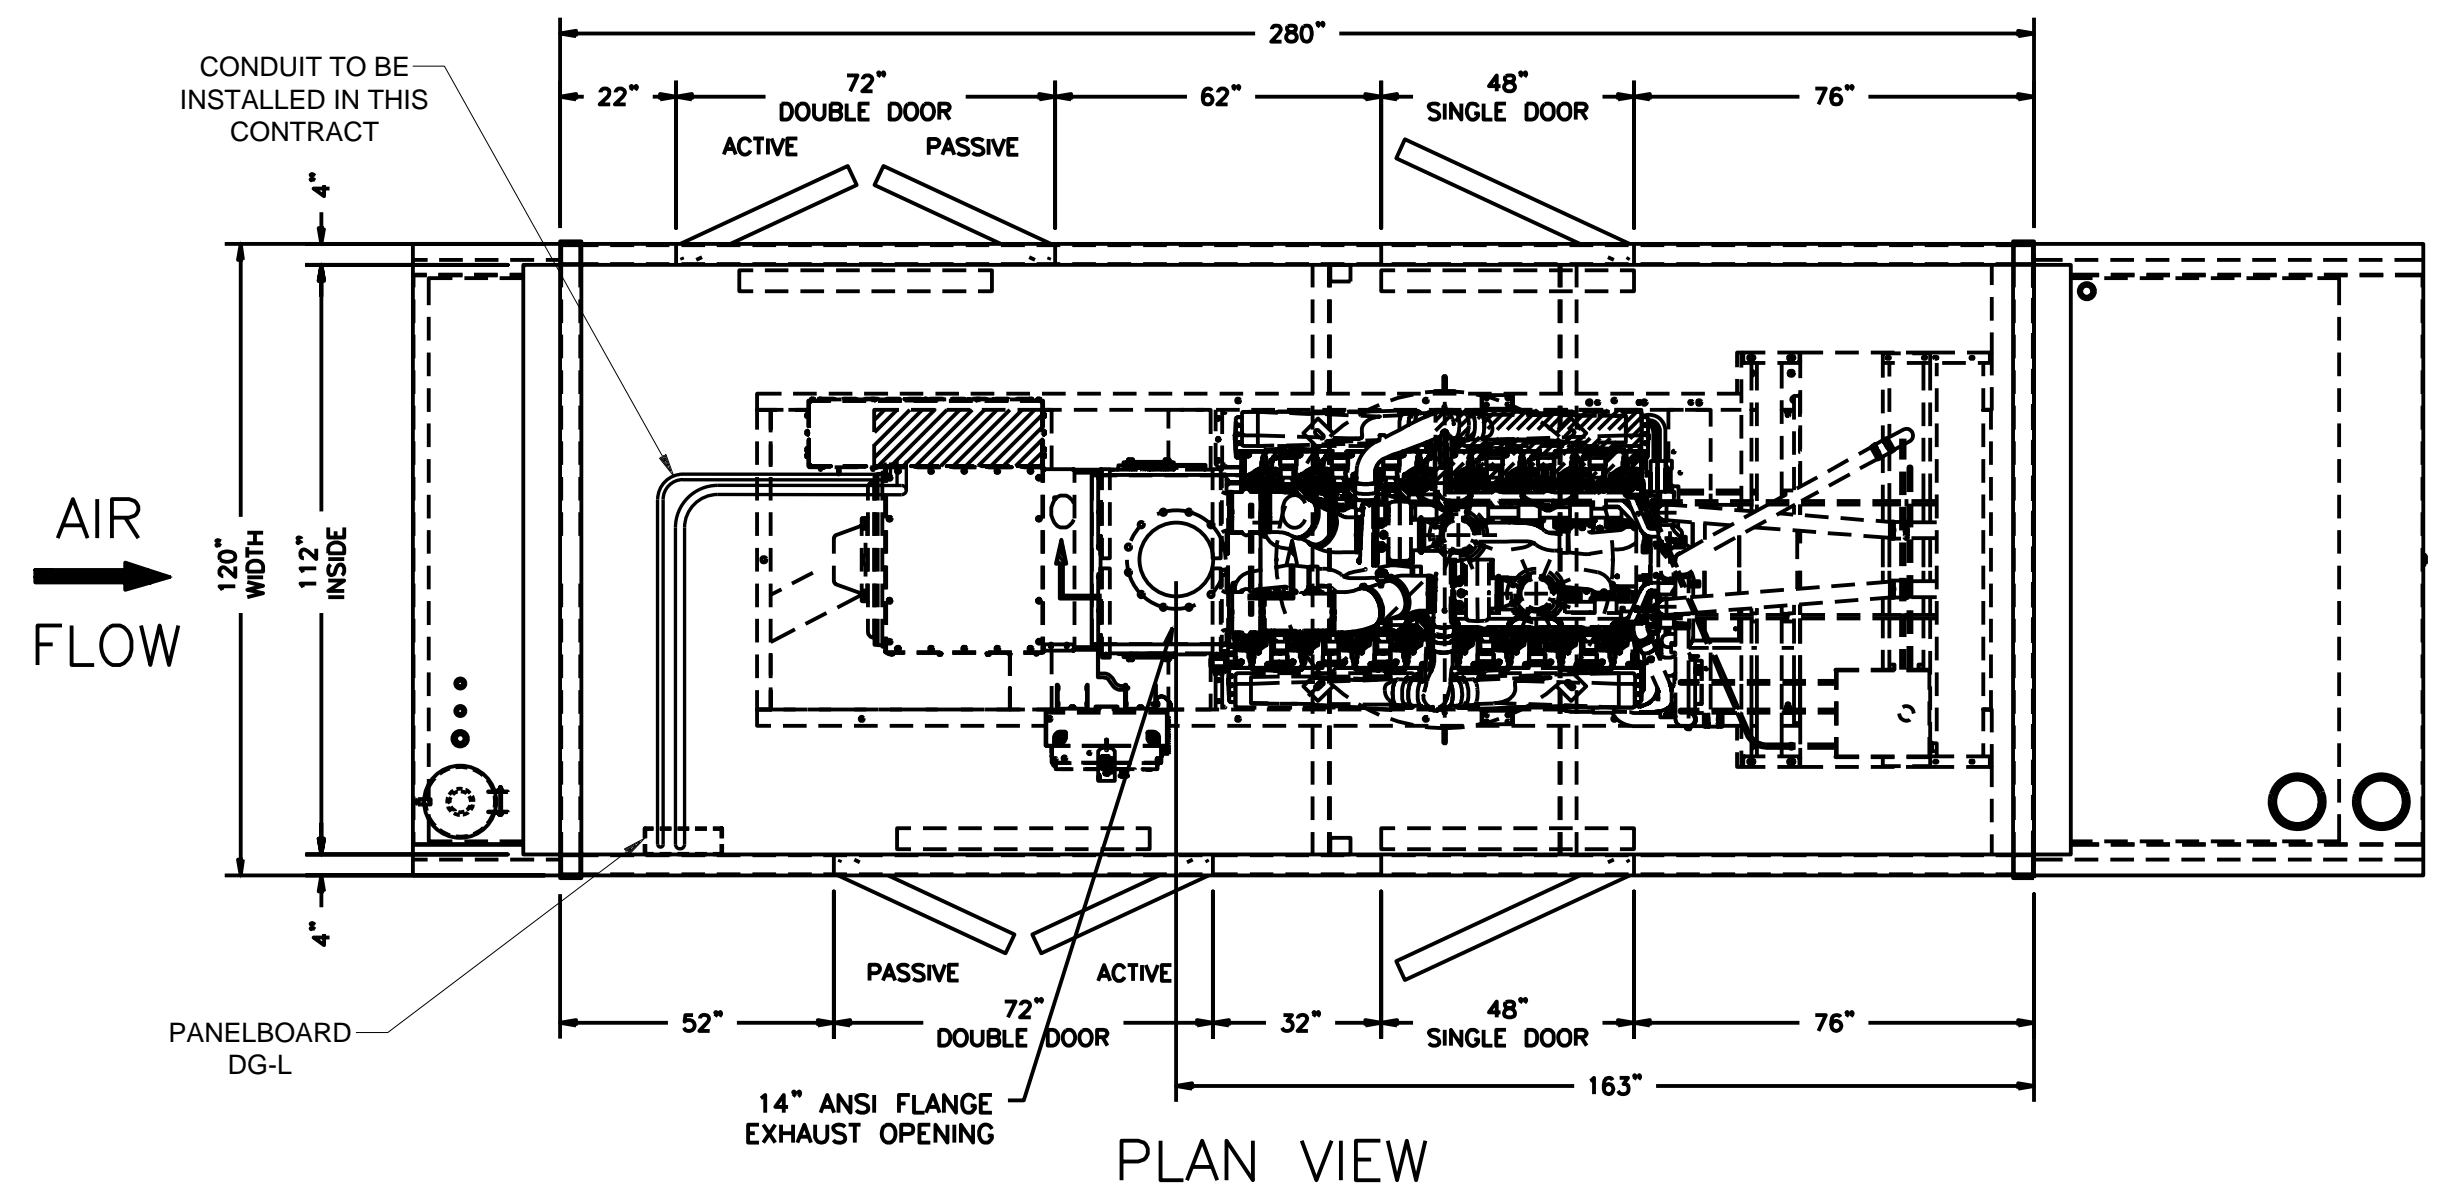 280"
CONDUIT TO BE
INSTALLED IN THIS
CONTRACT
22"
72"
DOUBLE DOOR
62"
48"
SINGLE DOOR
76"
ACTIVE
PASSIVE
4"
AIR
FLOW
120"
WIDTH
112"
INSIDE
4"
PASSIVE
ACTIVE
52"
72"
DOUBLE DOOR
32"
48"
SINGLE DOOR
76"
PANELBOARD
DG-L
163"
14" ANSI FLANGE
EXHAUST OPENING
PLAN VIEW